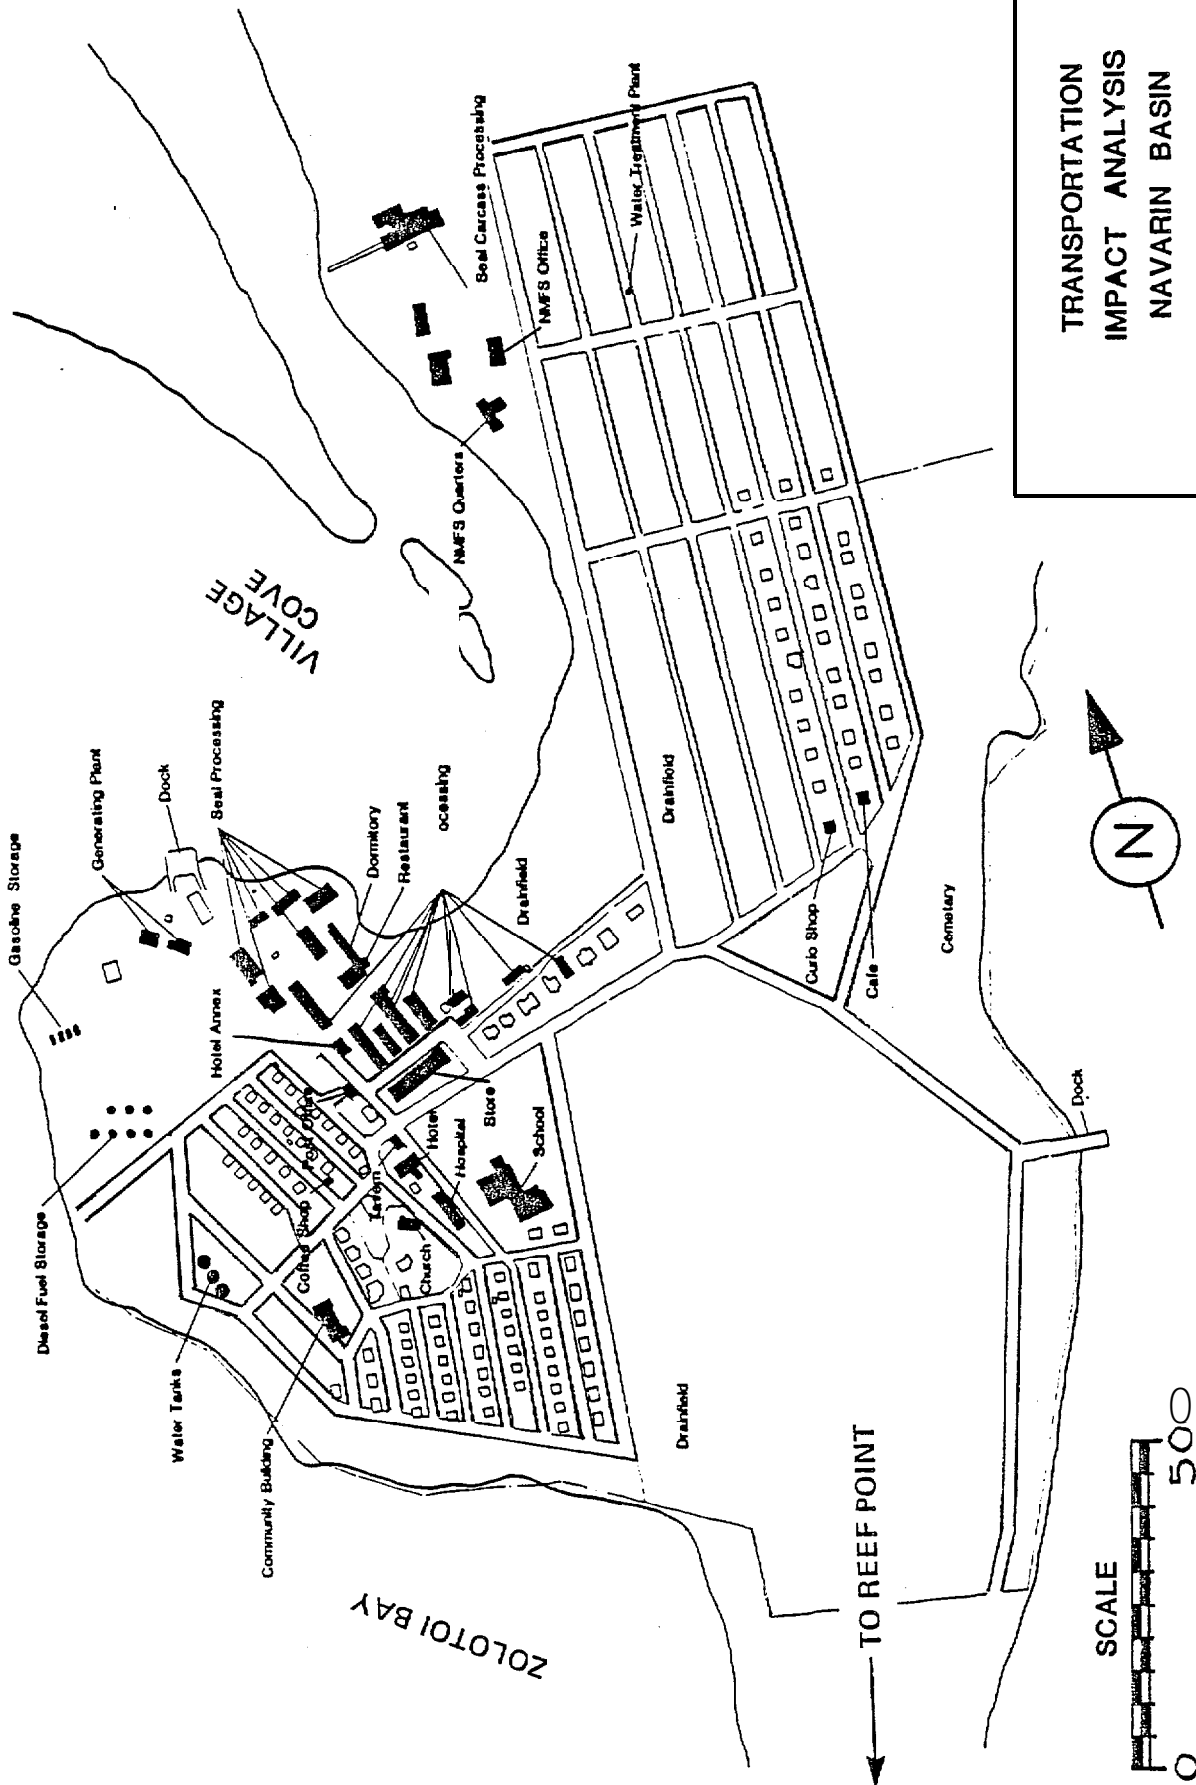 Gasoline Storage
Generating Plant
Dock
Seal Processing
VILLAGE
COVE
Diesel Fuel Storage
Hotel Annex
Dormitory
Restaurant
ocessing
Drainfield
NMFS Quarters
Seal Carcass Processing
NMFS Office
Water Treatment Plant
Water Tanks
Coffee Shop
Post Office
Tavern
Hotel
Hospital
Store
School
Church
Community Building
Drainfield
Curio Shop
Cafe
Cemetary
Dock
Drainfield
ZOLOTOI BAY
TO REEF POINT
N
SCALE
0 500
TRANSPORTATION
IMPACT ANALYSIS
NAVARIN BASIN